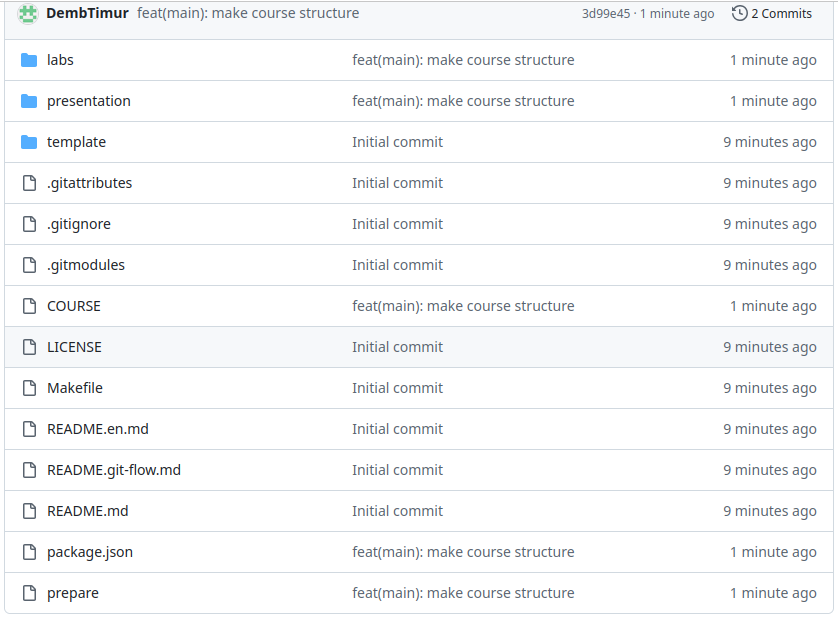 DembTimur feat(main): make course structure 3d99e45 · 1 minute ago 2 Commits
labs feat(main): make course structure 1 minute ago
presentation feat(main): make course structure 1 minute ago
template Initial commit 9 minutes ago
.gitattributes Initial commit 9 minutes ago
.gitignore Initial commit 9 minutes ago
.gitmodules Initial commit 9 minutes ago
COURSE feat(main): make course structure 1 minute ago
LICENSE Initial commit 9 minutes ago
Makefile Initial commit 9 minutes ago
README.en.md Initial commit 9 minutes ago
README.git-flow.md Initial commit 9 minutes ago
README.md Initial commit 9 minutes ago
package.json feat(main): make course structure 1 minute ago
prepare feat(main): make course structure 1 minute ago